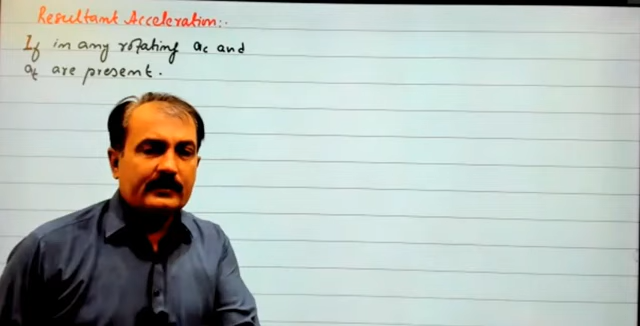 Resultant Acceleration:.
If in any rotating ac and
at are present.